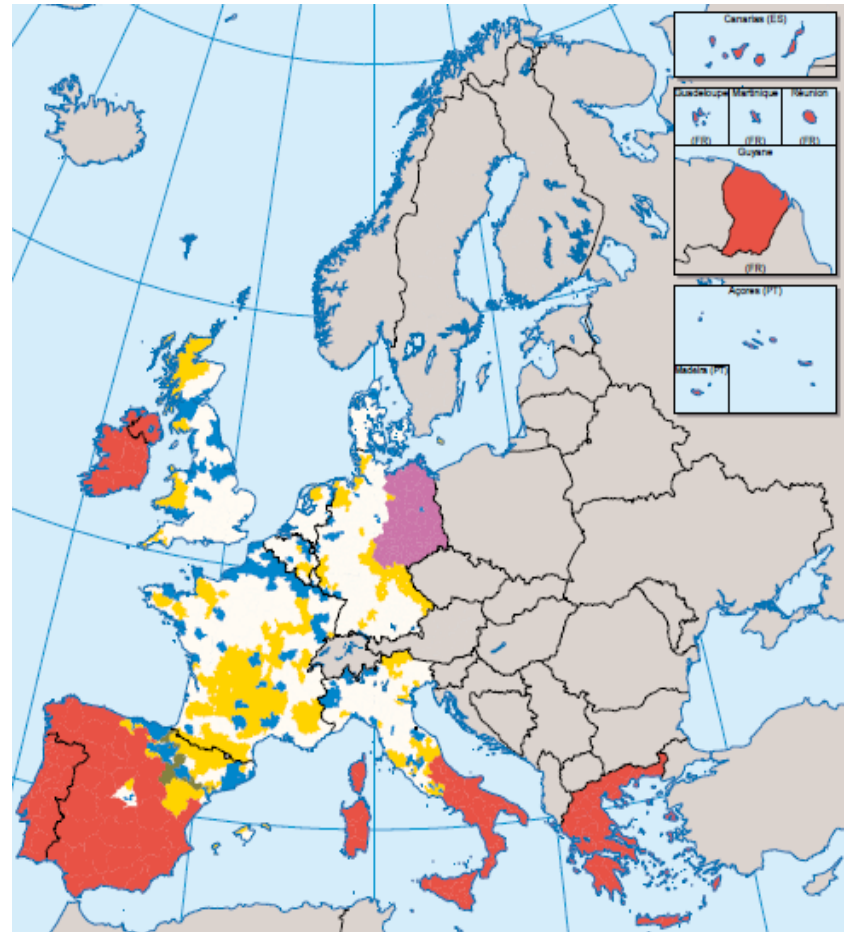 Canarias (ES)
Guadeloupe Martinique Réunion
(FR) (FR) (FR)
Guyane
(FR)
Açores (PT)
Madeira (PT)